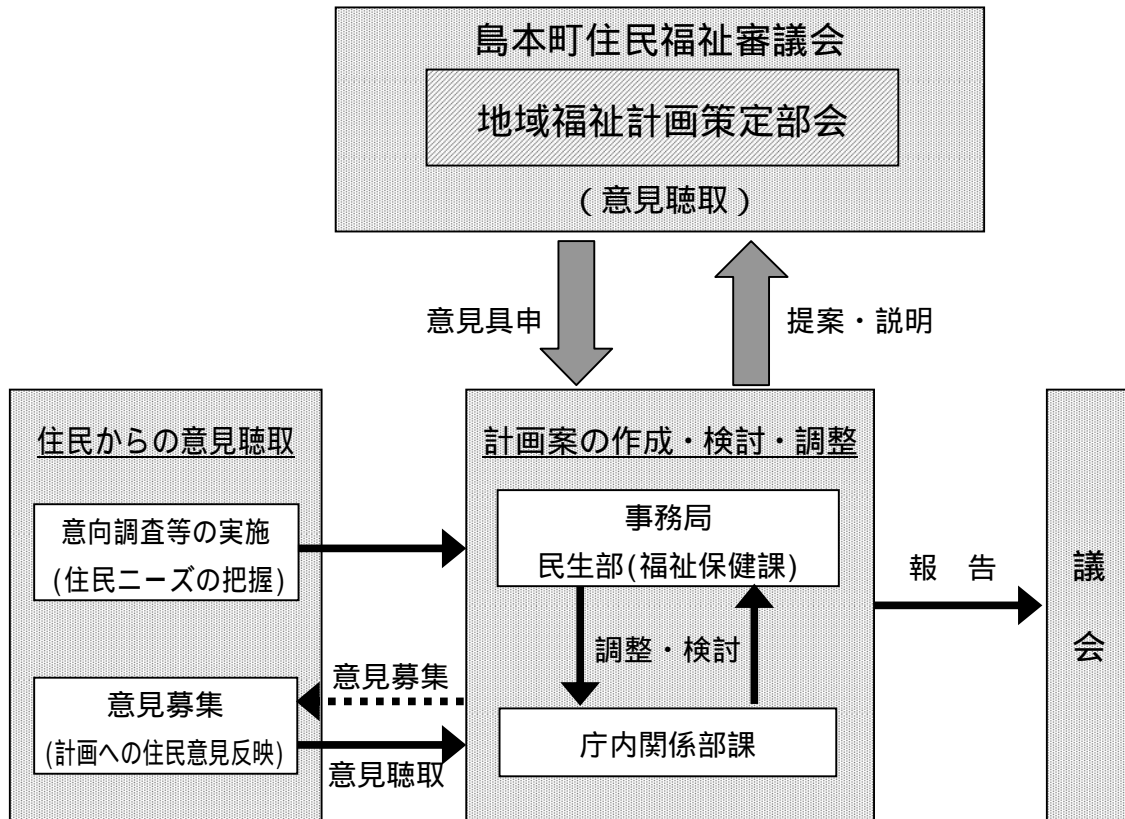 島本町住民福祉審議会
地域福祉計画策定部会
(意見聴取)
意見具申
提案・説明
住民からの意見聴取
意向調査等の実施
(住民ニーズの把握)
意見募集
(計画への住民意見反映)
意見募集
意見聴取
計画案の作成・検討・調整
事務局
民生部(福祉保健課)
調整・検討
庁内関係部課
報 告
議
会